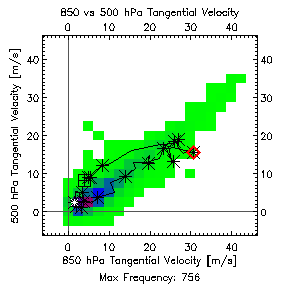 850 vs 500 hPa Tangential Velocity
0 10 20 30 40
40 40
30 30
20 20
10 10
0 0
500 hPa Tangential Velocity [m/s]
0 10 20 30 40
850 hPa Tangential Velocity [m/s]
Max Frequency: 756